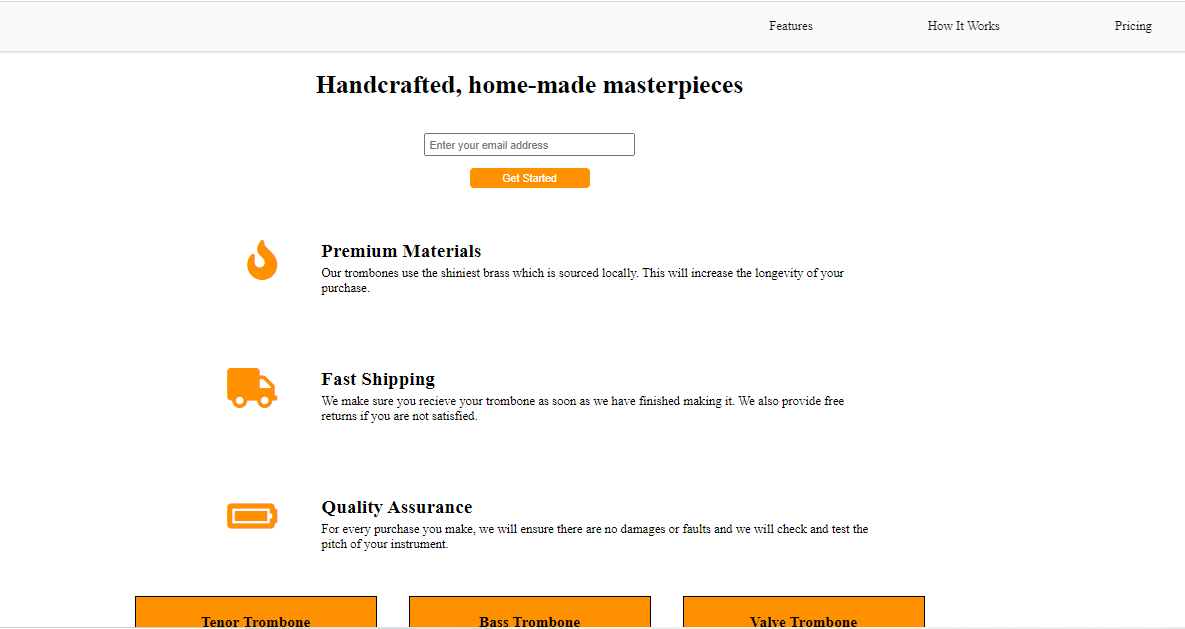 Features How It Works Pricing
Handcrafted, home-made masterpieces
Enter your email address
Get Started
Premium Materials
Our trombones use the shiniest brass which is sourced locally. This will increase the longevity of your
purchase.
Fast Shipping
We make sure you recieve your trombone as soon as we have finished making it. We also provide free
returns if you are not satisfied.
Quality Assurance
For every purchase you make, we will ensure there are no damages or faults and we will check and test the
pitch of your instrument.
Tenor Trombone Bass Trombone Valve Trombone